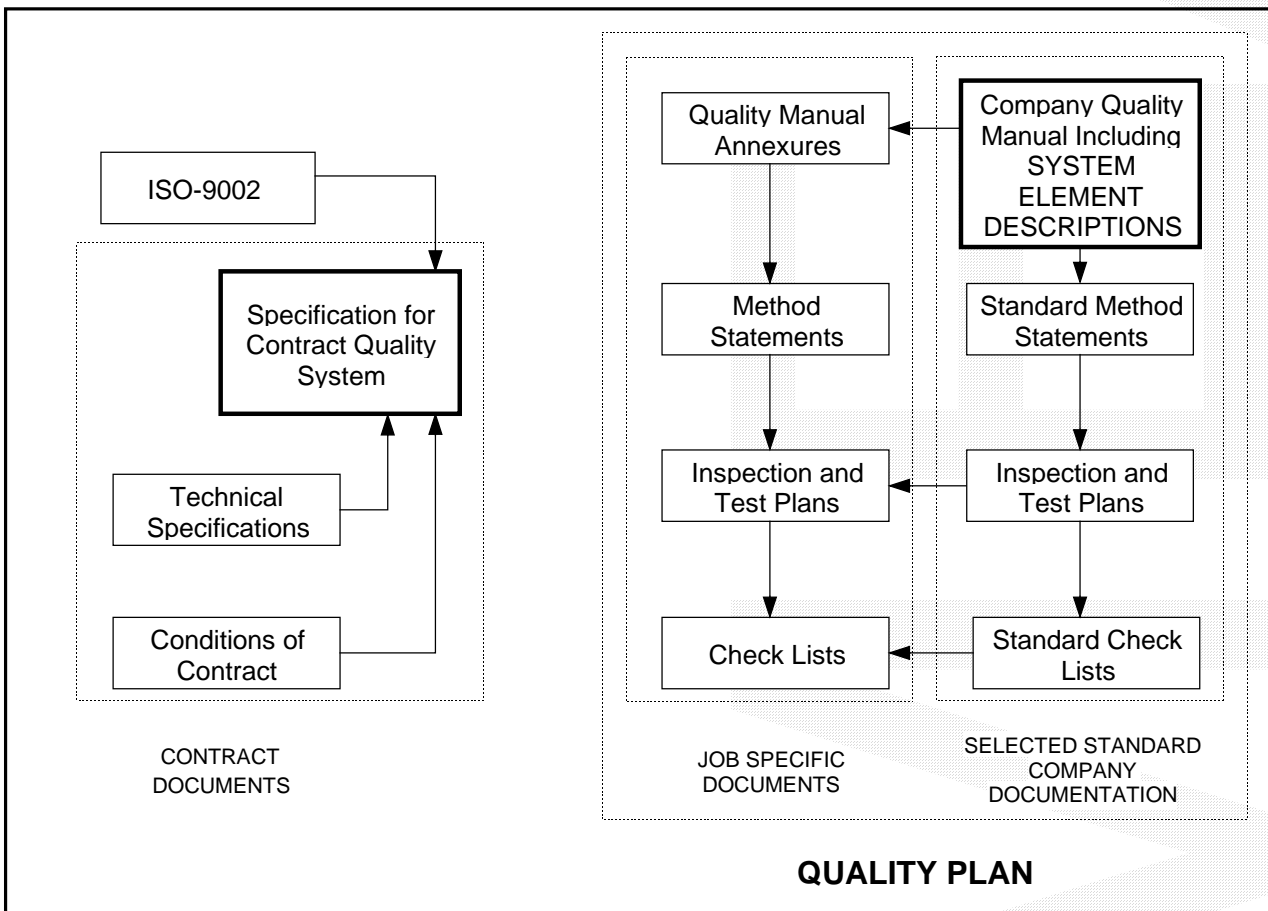 ISO-9002
Specification for
Contract Quality
System
Technical
Specifications
Conditions of
Contract
CONTRACT
DOCUMENTS
Quality Manual
Annexures
Method
Statements
Inspection and
Test Plans
Check Lists
JOB SPECIFIC
DOCUMENTS
Company Quality
Manual Including
SYSTEM
ELEMENT
DESCRIPTIONS
Standard Method
Statements
Inspection and
Test Plans
Standard Check
Lists
SELECTED STANDARD
COMPANY
DOCUMENTATION
QUALITY PLAN